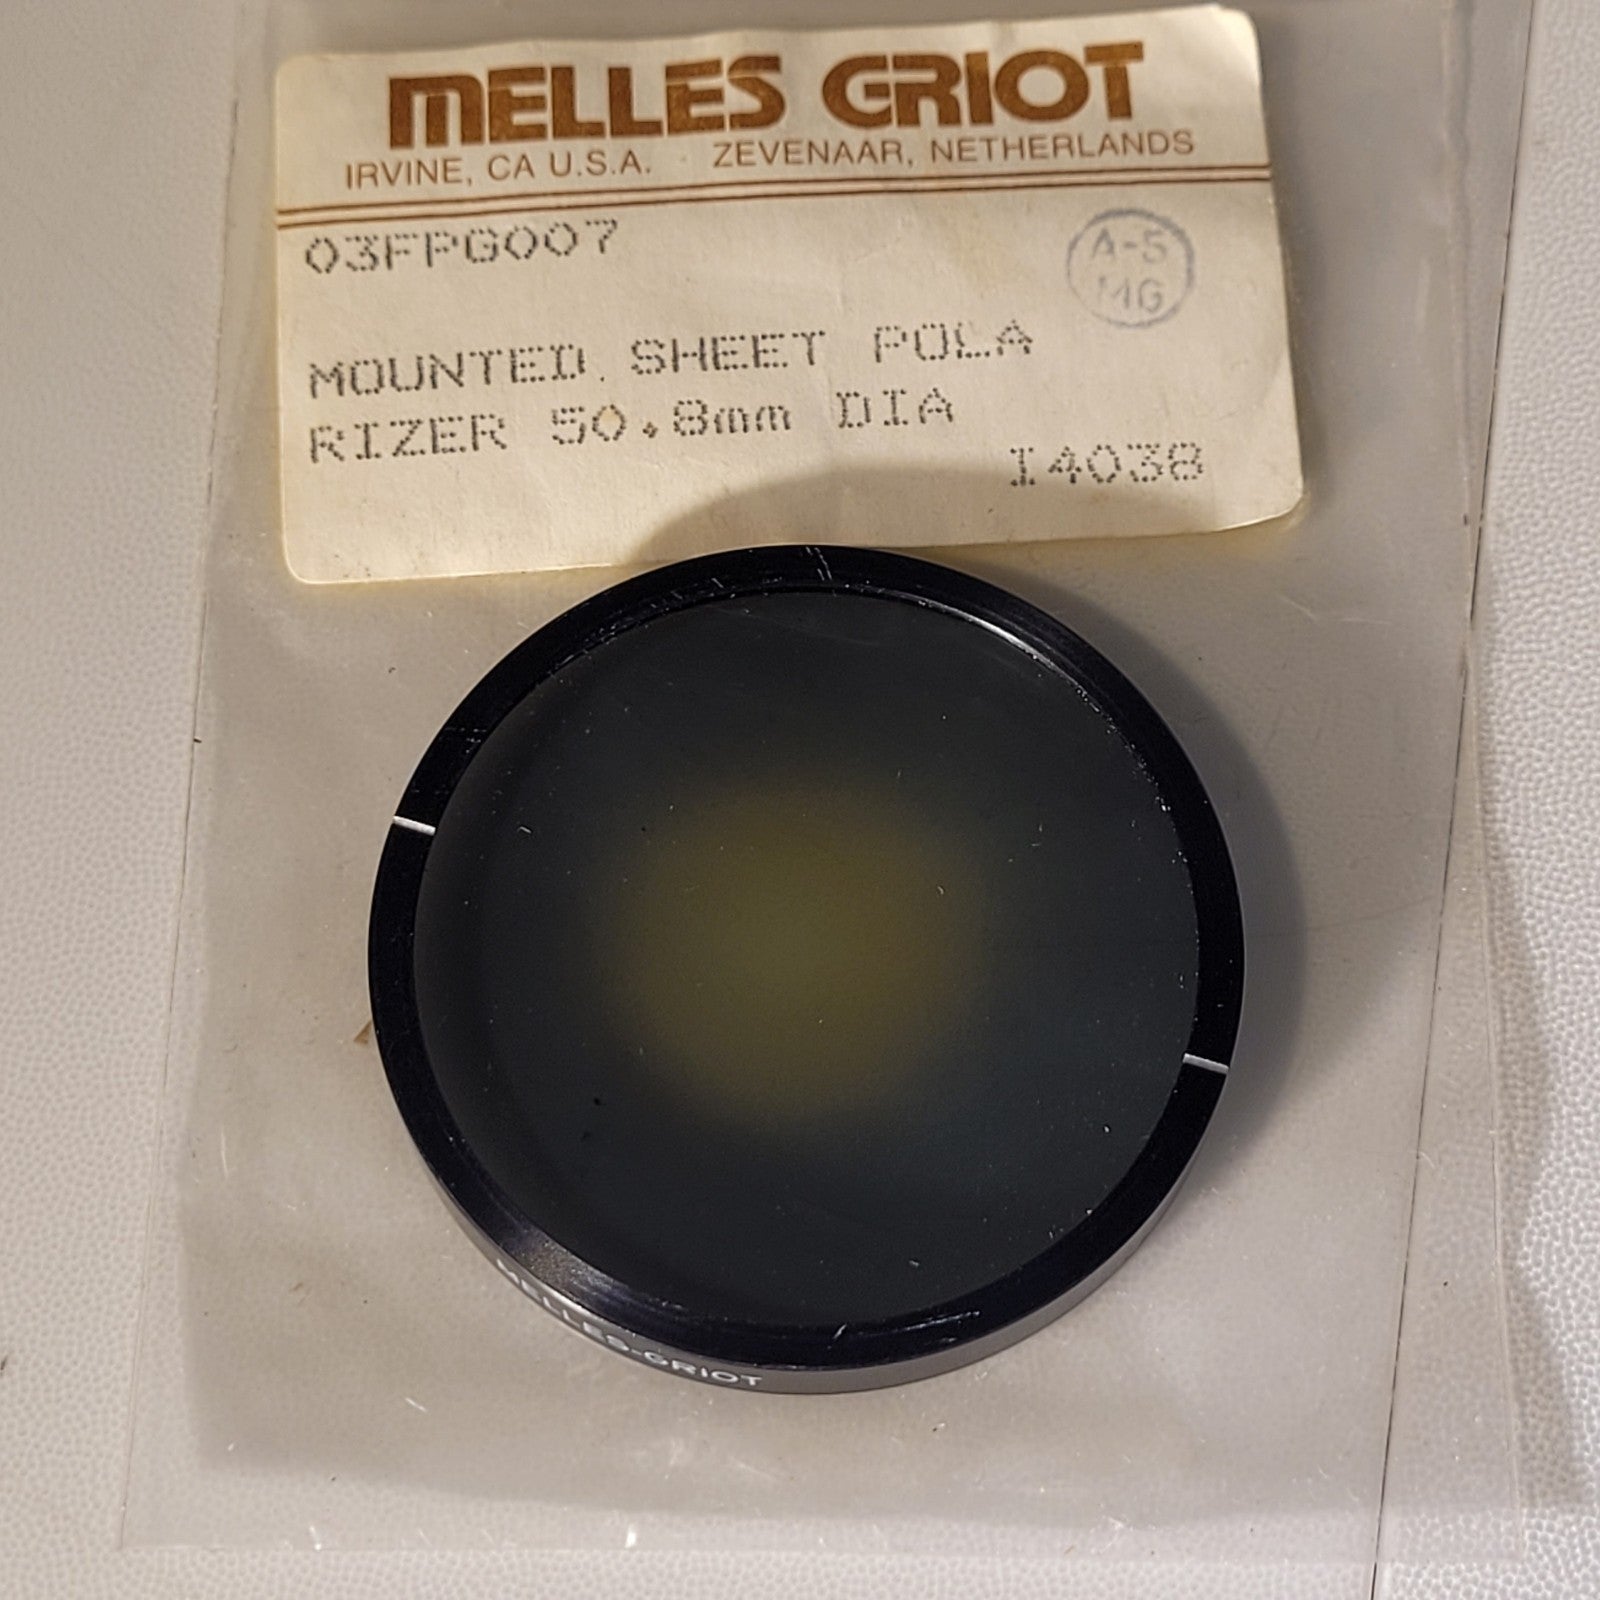 MELLES GRIOT
IRVINE, CA U.S.A. ZEVENAAR, NETHERLANDS
03FPG007
A-5
MG
MOUNTED SHEET POLA
RIZER 50.8mm DIA
I4038
MELLES-GRIOT